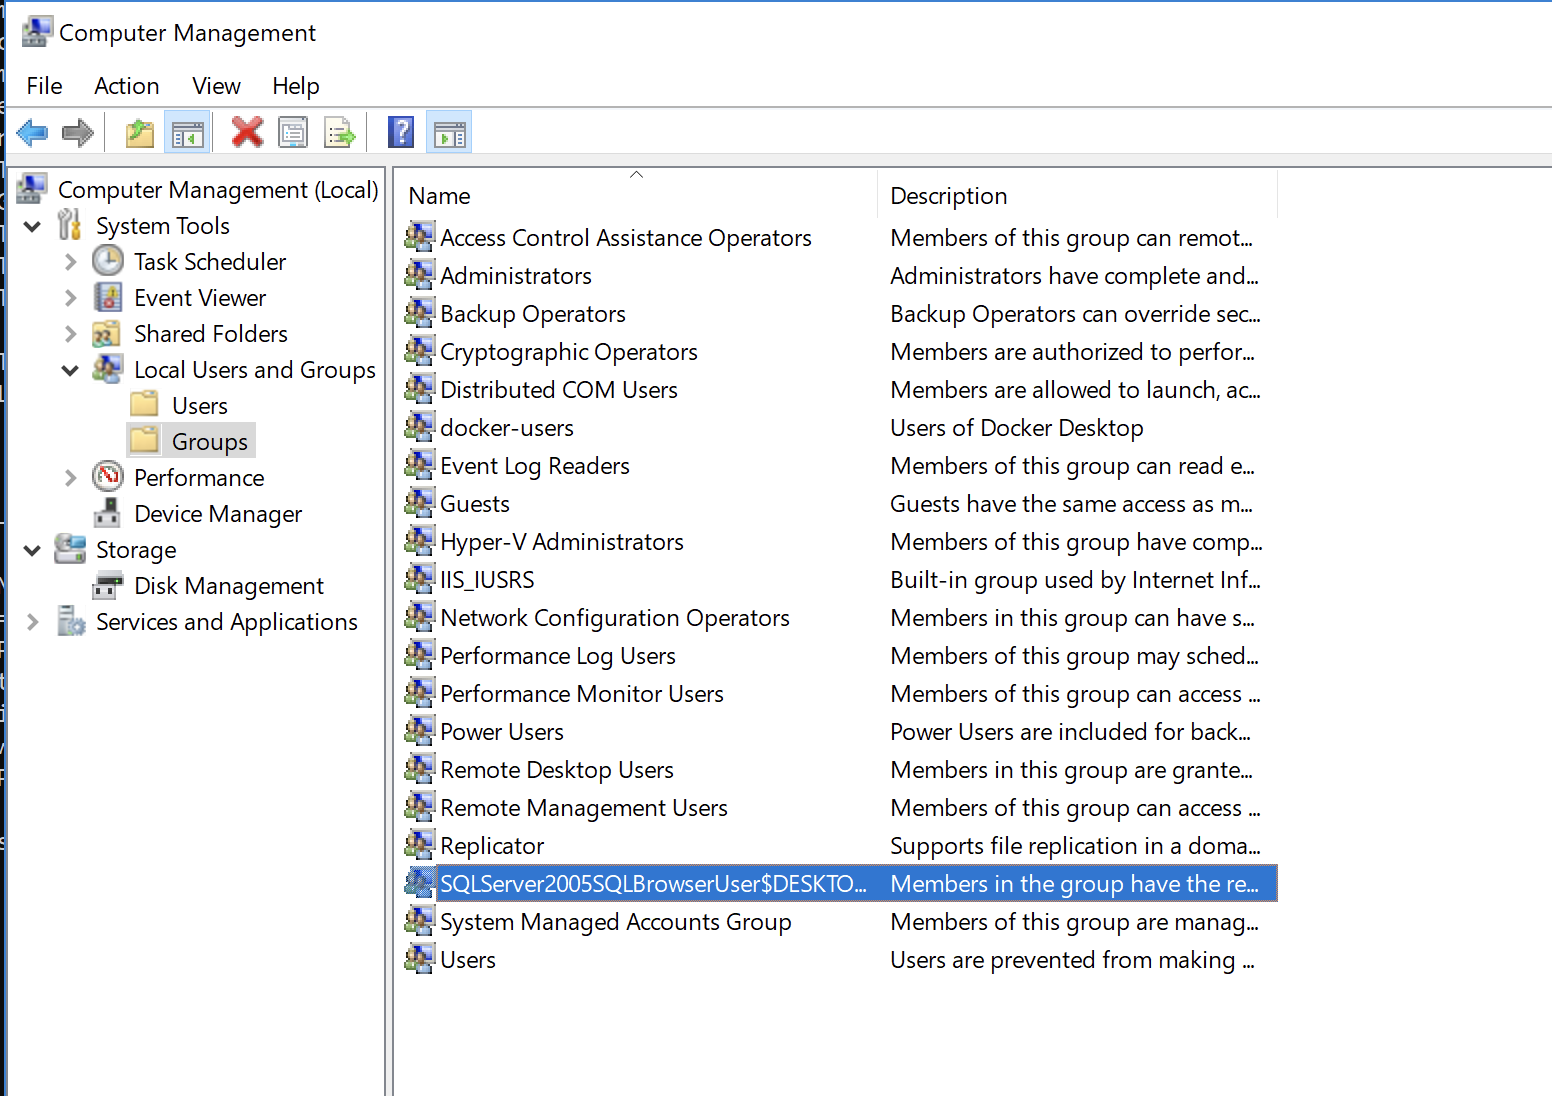 Computer Management
File Action View Help
Computer Management (Local)
System Tools
Task Scheduler
Event Viewer
Shared Folders
Local Users and Groups
Users
Groups
Performance
Device Manager
Storage
Disk Management
Services and Applications
Name Description
Access Control Assistance Operators Members of this group can remot...
Administrators Administrators have complete and...
Backup Operators Backup Operators can override sec...
Cryptographic Operators Members are authorized to perfor...
Distributed COM Users Members are allowed to launch, ac...
docker-users Users of Docker Desktop
Event Log Readers Members of this group can read e...
Guests Guests have the same access as m...
Hyper-V Administrators Members of this group have comp...
IIS_IUSRS Built-in group used by Internet Inf...
Network Configuration Operators Members in this group can have s...
Performance Log Users Members of this group may sched...
Performance Monitor Users Members of this group can access ...
Power Users Power Users are included for back...
Remote Desktop Users Members in this group are grante...
Remote Management Users Members of this group can access ...
Replicator Supports file replication in a doma...
SQLServer2005SQLBrowserUser$DESKTO... Members in the group have the re...
System Managed Accounts Group Members of this group are manag...
Users Users are prevented from making ...